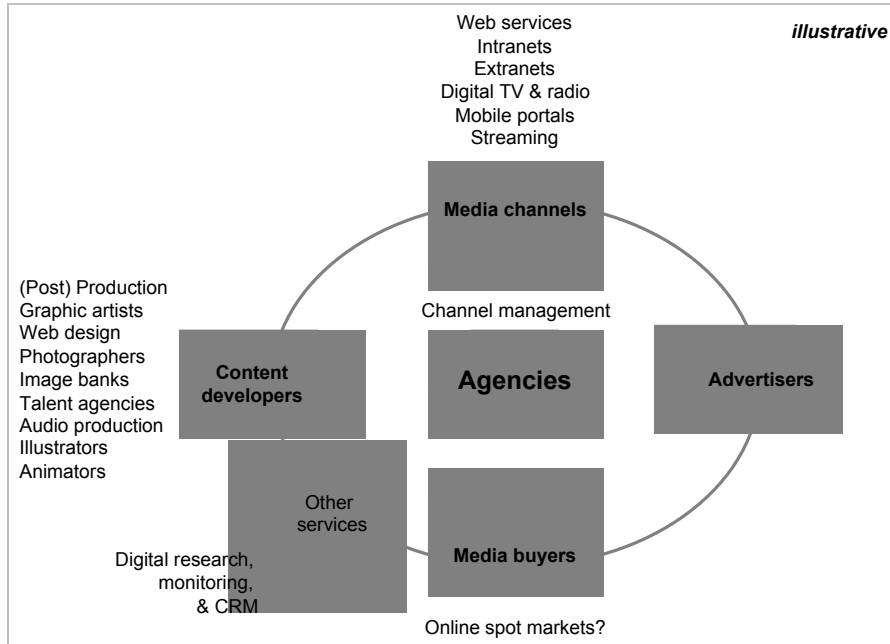 Web services
Intranets
Extranets
Digital TV & radio
Mobile portals
Streaming
illustrative
Media channels
(Post) Production
Graphic artists
Web design
Photographers
Image banks
Talent agencies
Audio production
Illustrators
Animators
Channel management
Content
developers
Agencies
Advertisers
Other
services
Digital research,
monitoring,
& CRM
Media buyers
Online spot markets?